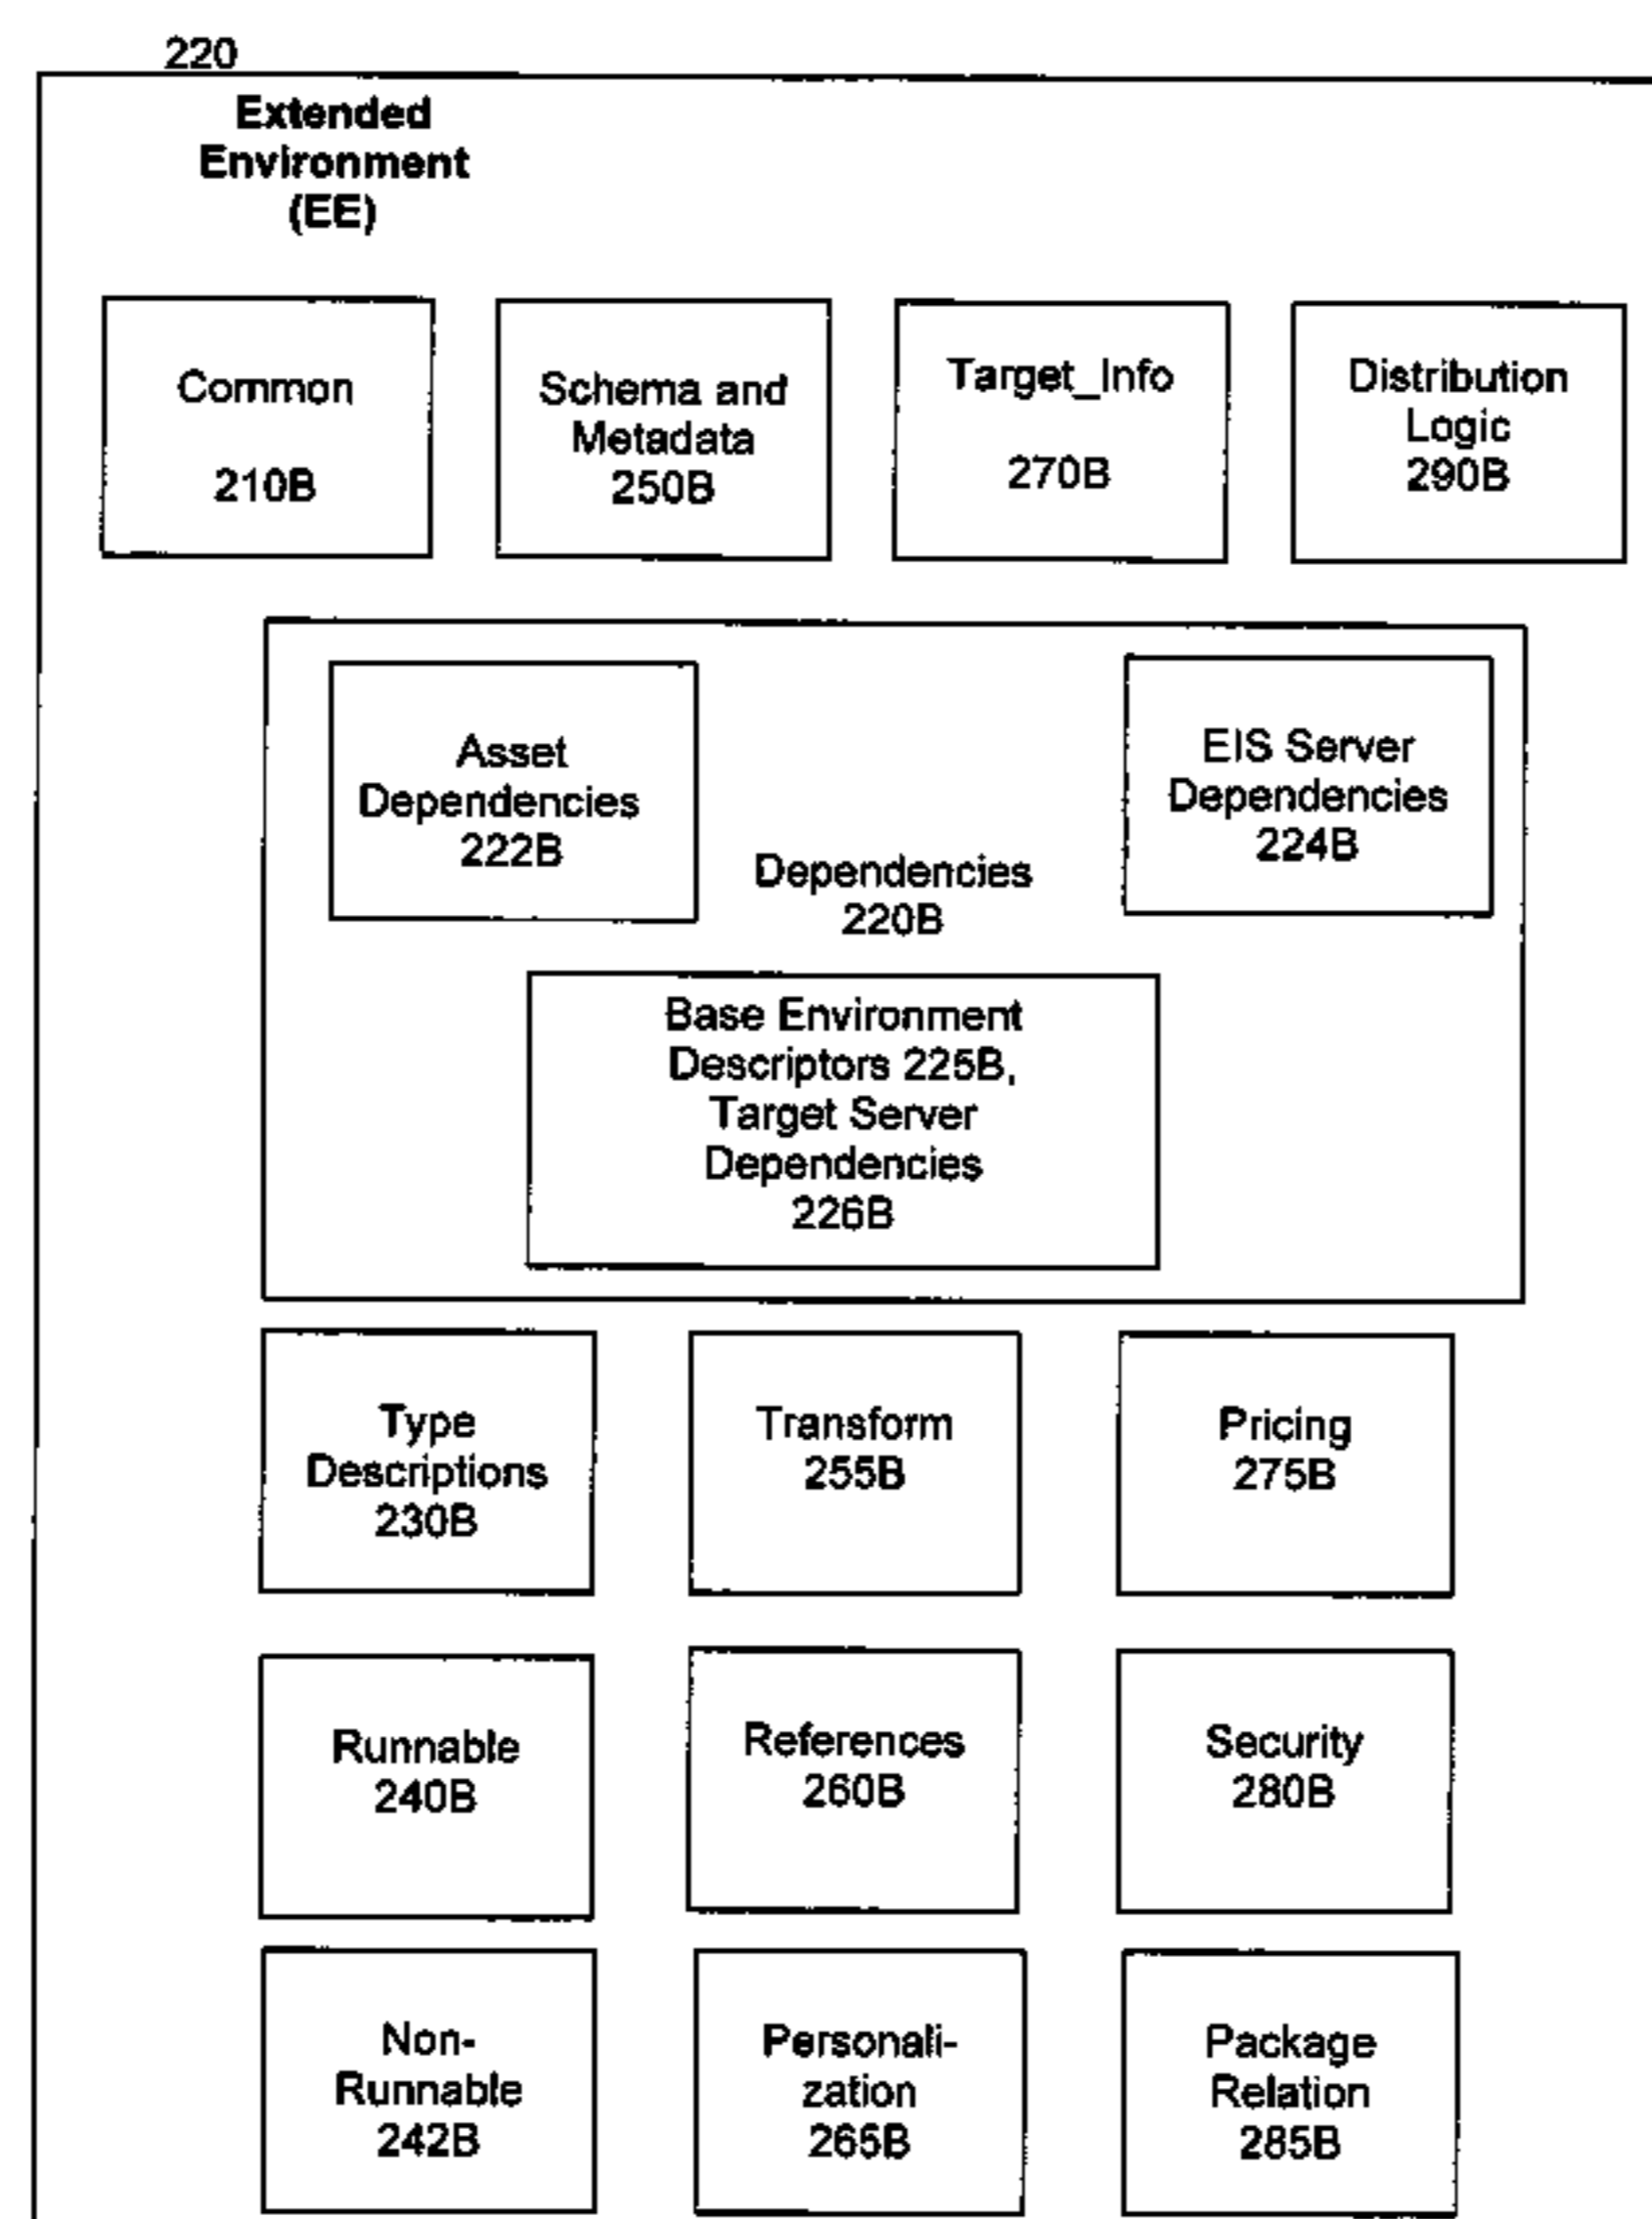 220
Extended
Environment
(EE)
Common
210B
Schema and
Metadata
250B
Target_Info
270B
Distribution
Logic
290B
Asset
Dependencies
222B
EIS Server
Dependencies
224B
Dependencies
220B
Base Environment
Descriptors 225B,
Target Server
Dependencies
226B
Type
Descriptions
230B
Transform
255B
Pricing
275B
Runnable
240B
References
260B
Security
280B
Non-
Runnable
242B
Personali-
zation
265B
Package
Relation
285B